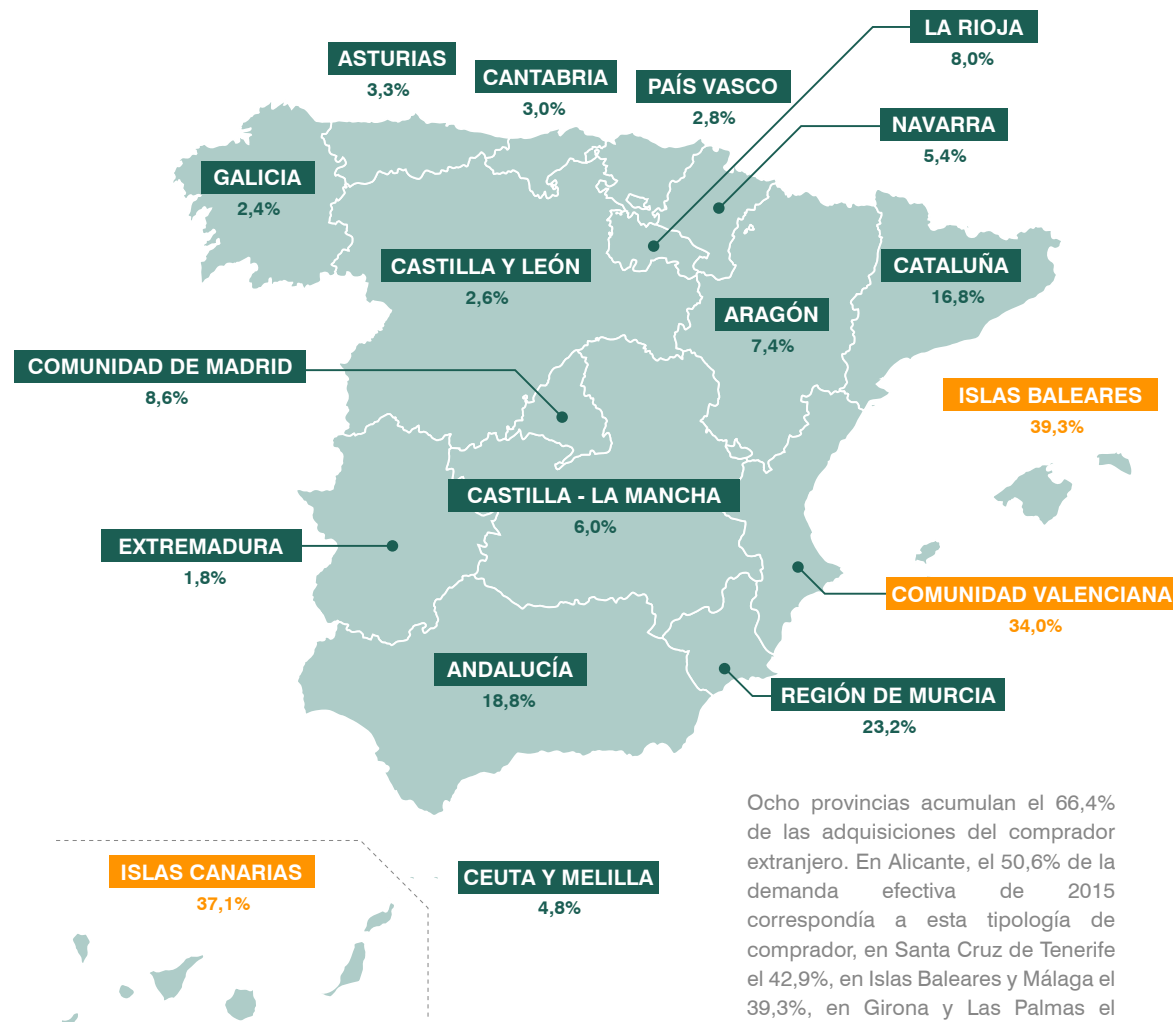 LA RIOJA
8,0%
ASTURIAS
3,3%
CANTABRIA
3,0%
PAÍS VASCO
2,8%
NAVARRA
5,4%
GALICIA
2,4%
CASTILLA Y LEÓN
2,6%
CATALUÑA
16,8%
ARAGÓN
7,4%
COMUNIDAD DE MADRID
8,6%
ISLAS BALEARES
39,3%
CASTILLA - LA MANCHA
6,0%
EXTREMADURA
1,8%
COMUNIDAD VALENCIANA
34,0%
ANDALUCÍA
18,8%
REGIÓN DE MURCIA
23,2%
ISLAS CANARIAS
37,1%
CEUTA Y MELILLA
4,8%
Ocho provincias acumulan el 66,4%
de las adquisiciones del comprador
extranjero. En Alicante, el 50,6% de la
demanda efectiva de 2015
correspondía a esta tipología de
comprador, en Santa Cruz de Tenerife
el 42,9%, en Islas Baleares y Málaga el
39,3%, en Girona y Las Palmas el